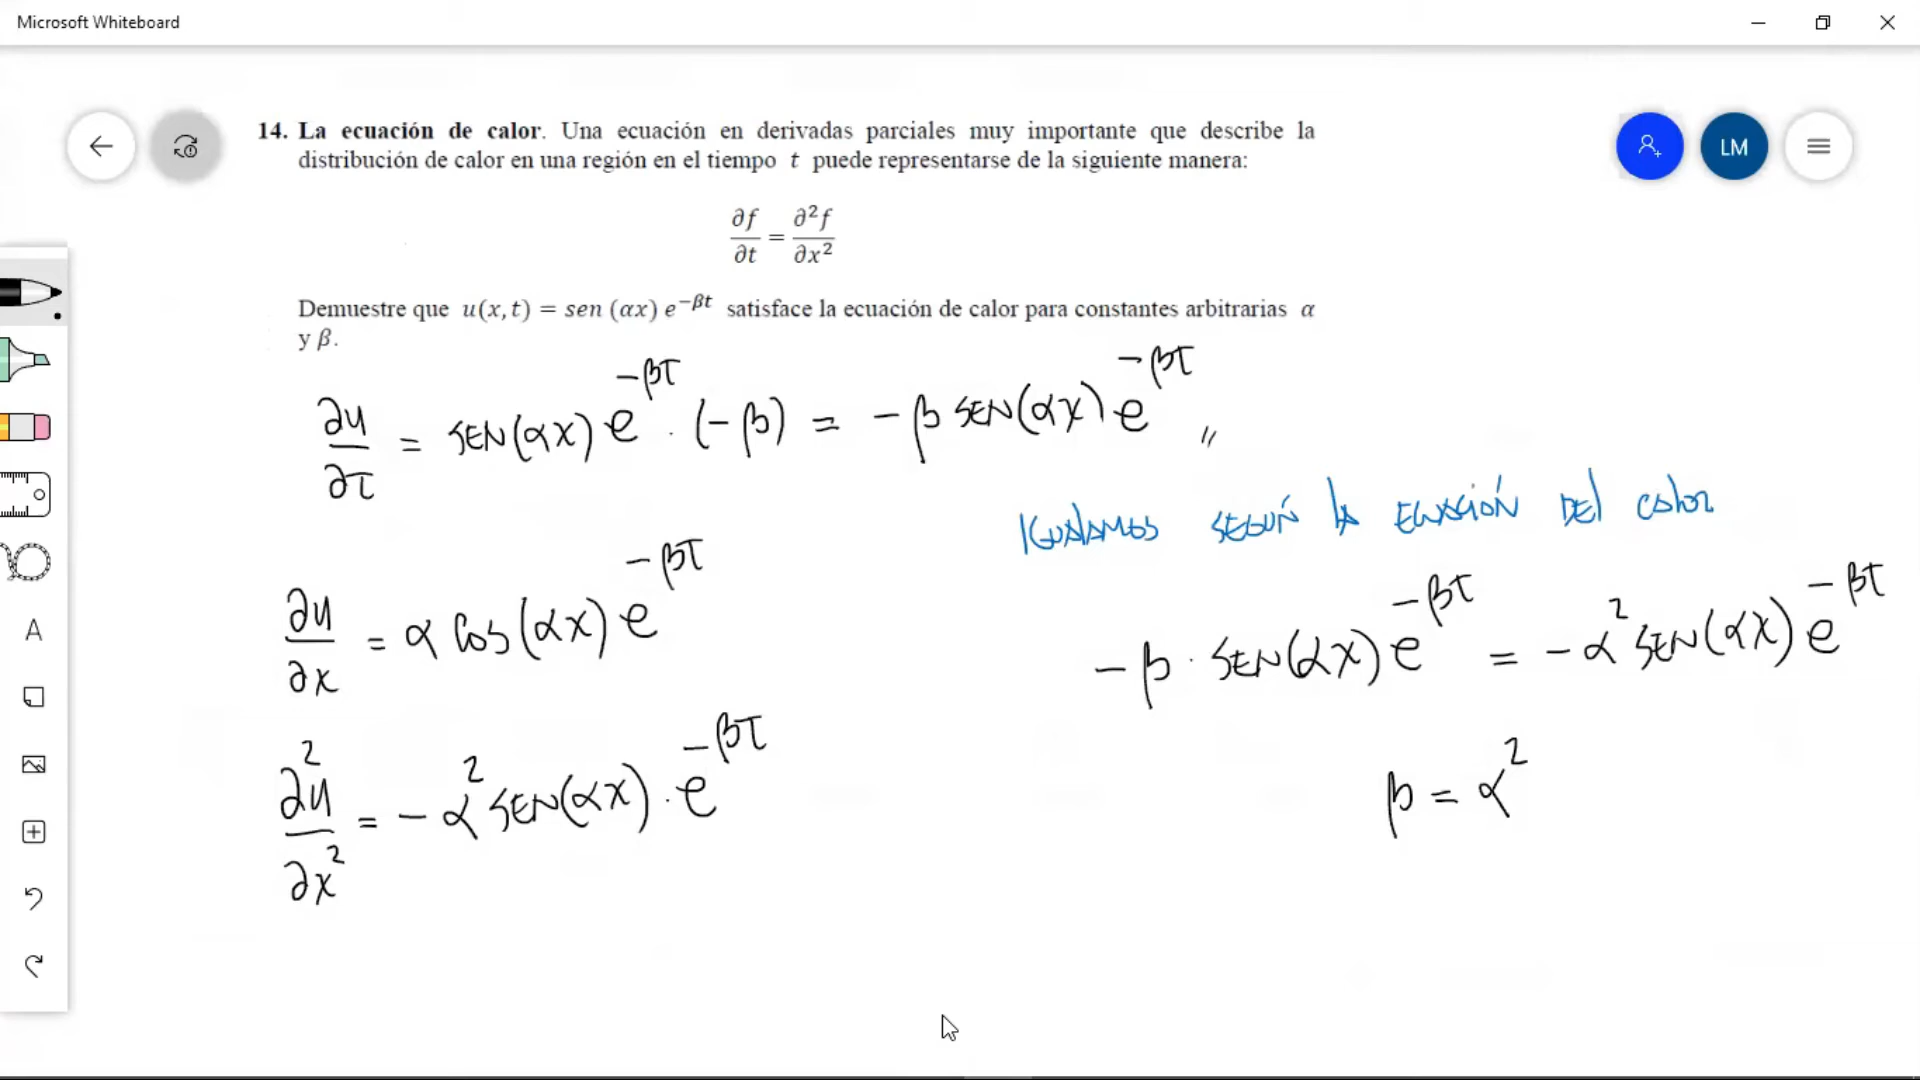 Microsoft Whiteboard
LM
14. La ecuación de calor. Una ecuación en derivadas parciales muy importante que describe la
distribución de calor en una región en el tiempo t puede representarse de la siguiente manera:
∂f/∂t = ∂²f/∂x²
Demuestre que u(x,t) = sen (αx) e^{-βt} satisface la ecuación de calor para constantes arbitrarias α
y β.
∂u/∂t = SEN(αx) e^{-βt} · (-β) = -β SEN(αx) e^{-βt} //
IGUALAMOS SEGÚN LA ECUACIÓN DEL CALOR
∂u/∂x = α Cos(αx) e^{-βt}
-β · SEN(αx) e^{-βt} = -α² SEN(αx) e^{-βt}
∂²u/∂x² = -α² SEN(αx) · e^{-βt}
β = α²
A